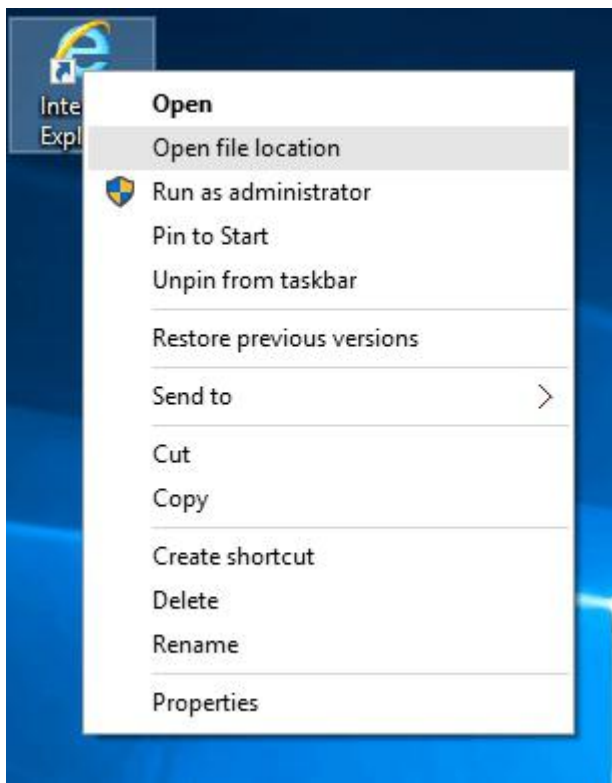 Inte
Expl
Open
Open file location
Run as administrator
Pin to Start
Unpin from taskbar
Restore previous versions
Send to
Cut
Copy
Create shortcut
Delete
Rename
Properties